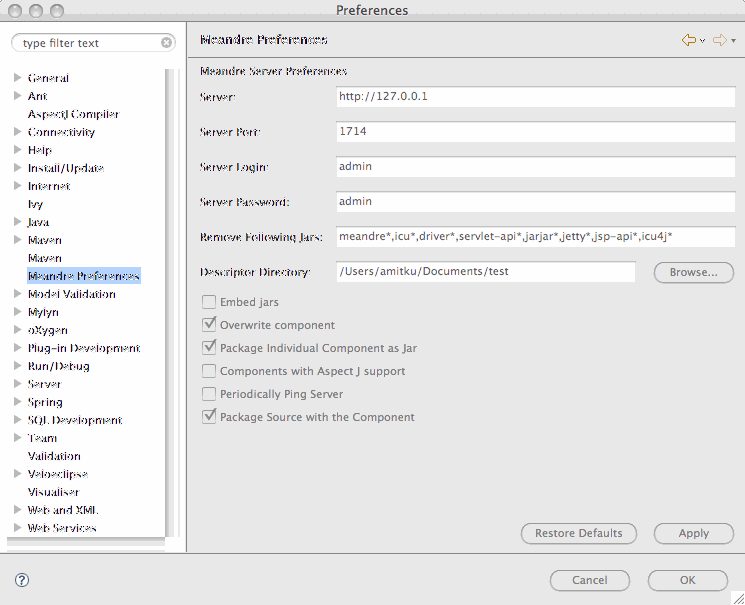 Preferences
type filter text
Meandre Preferences
General
Ant
AspectJ Compiler
Connectivity
Help
Install/Update
Internet
Ivy
Java
Maven
Maven
Meandre Preferences
Model Validation
Mylyn
oXygen
Plug-in Development
Run/Debug
Server
Spring
SQL Development
Team
Validation
Veloeclipse
Visualiser
Web and XML
Web Services
Meandre Server Preferences
Server: http://127.0.0.1
Server Port: 1714
Server Login: admin
Server Password: admin
Remove Following Jars: meandre*,icu*,driver*,servlet-api*,jarjar*,jetty*,jsp-api*,icu4j*
Descriptor Directory: /Users/amitku/Documents/test Browse...
Embed jars
Overwrite component
Package Individual Component as Jar
Components with Aspect J support
Periodically Ping Server
Package Source with the Component
Restore Defaults Apply
? Cancel OK